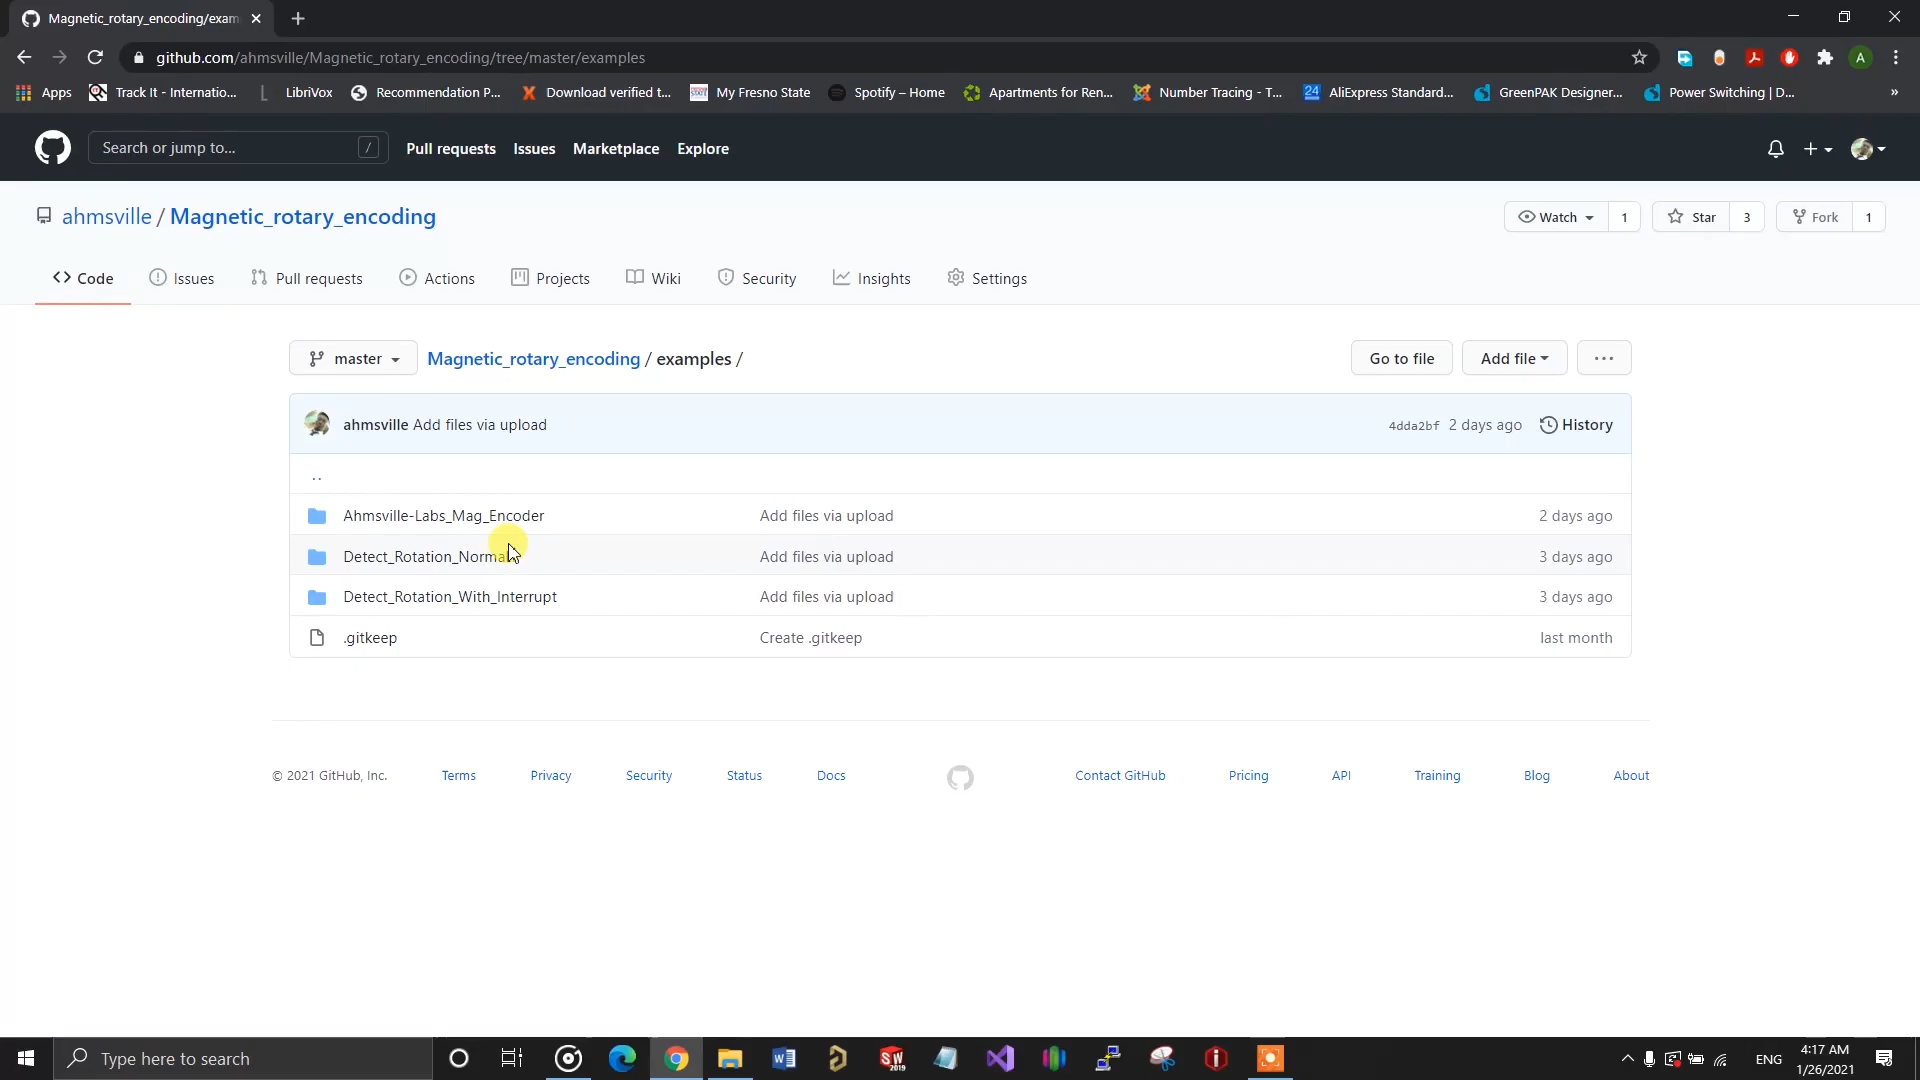 Magnetic_rotary_encoding/exam
github.com/ahmsville/Magnetic_rotary_encoding/tree/master/examples
A
Apps Track It - Internatio... LibriVox Recommendation P... Download verified t... My Fresno State Spotify – Home Apartments for Ren... Number Tracing - T... 24 AliExpress Standard... GreenPAK Designer... Power Switching | D... »
Search or jump to... / Pull requests Issues Marketplace Explore
ahmsville / Magnetic_rotary_encoding Watch 1 Star 3 Fork 1
Code Issues Pull requests Actions Projects Wiki Security Insights Settings
master Magnetic_rotary_encoding / examples / Go to file Add file ...
ahmsville Add files via upload 4dda2bf 2 days ago History
..
Ahmsville-Labs_Mag_Encoder Add files via upload 2 days ago
Detect_Rotation_Norma Add files via upload 3 days ago
Detect_Rotation_With_Interrupt Add files via upload 3 days ago
.gitkeep Create .gitkeep last month
© 2021 GitHub, Inc. Terms Privacy Security Status Docs Contact GitHub Pricing API Training Blog About
Type here to search ENG 4:17 AM
1/26/2021
SW 2019